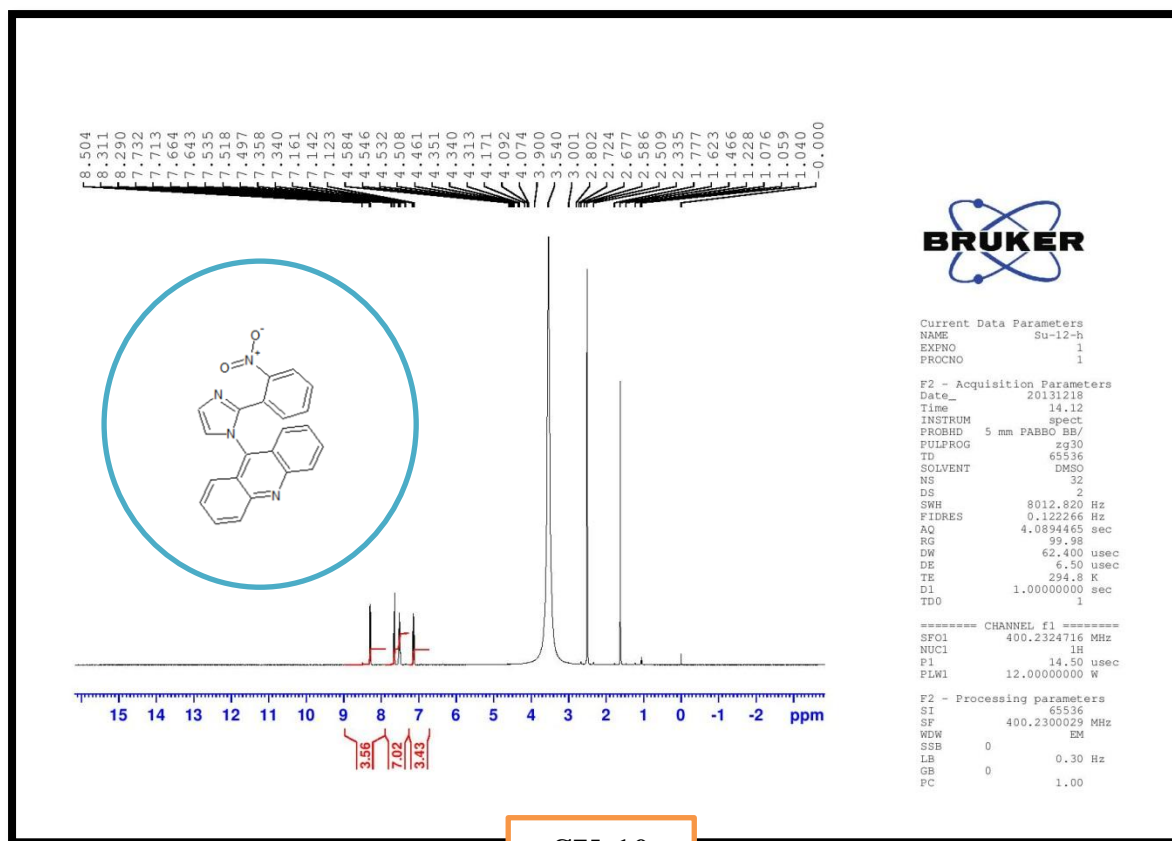 8.504
8.311
8.290
7.732
7.713
7.664
7.643
7.535
7.518
7.497
7.358
7.340
7.161
7.142
7.123
4.584
4.546
4.532
4.508
4.461
4.351
4.340
4.313
4.171
4.092
4.074
3.900
3.540
3.001
2.802
2.724
2.677
2.586
2.509
2.335
1.777
1.623
1.466
1.228
1.076
1.059
1.040
-0.000
BRUKER
O-
O N+
N
N
N
Current Data Parameters
NAME Su-12-h
EXPNO 1
PROCNO 1
F2 - Acquisition Parameters
Date_ 20131218
Time 14.12
INSTRUM spect
PROBHD 5 mm PABBO BB/
PULPROG zg30
TD 65536
SOLVENT DMSO
NS 32
DS 2
SWH 8012.820 Hz
FIDRES 0.122266 Hz
AQ 4.0894465 sec
RG 99.98
DW 62.400 usec
DE 6.50 usec
TE 294.8 K
D1 1.00000000 sec
TD0 1
======== CHANNEL f1 ========
SFO1 400.2324716 MHz
NUC1 1H
P1 14.50 usec
PLW1 12.00000000 W
F2 - Processing parameters
SI 65536
SF 400.2300029 MHz
WDW EM
SSB 0
LB 0.30 Hz
GB 0
PC 1.00
15 14 13 12 11 10 9 8 7 6 5 4 3 2 1 0 -1 -2 ppm
3.56
7.02
3.43